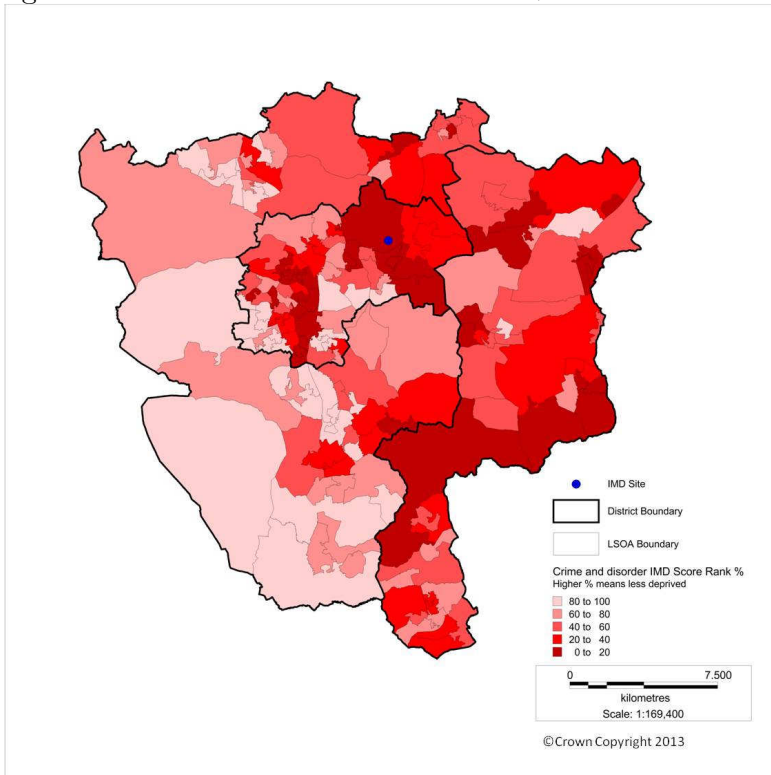 IMD Site
District Boundary
LSOA Boundary
Crime and disorder IMD Score Rank %
Higher % means less deprived
80 to 100
60 to 80
40 to 60
20 to 40
0 to 20
0 7.500
kilometres
Scale: 1:169,400
©Crown Copyright 2013